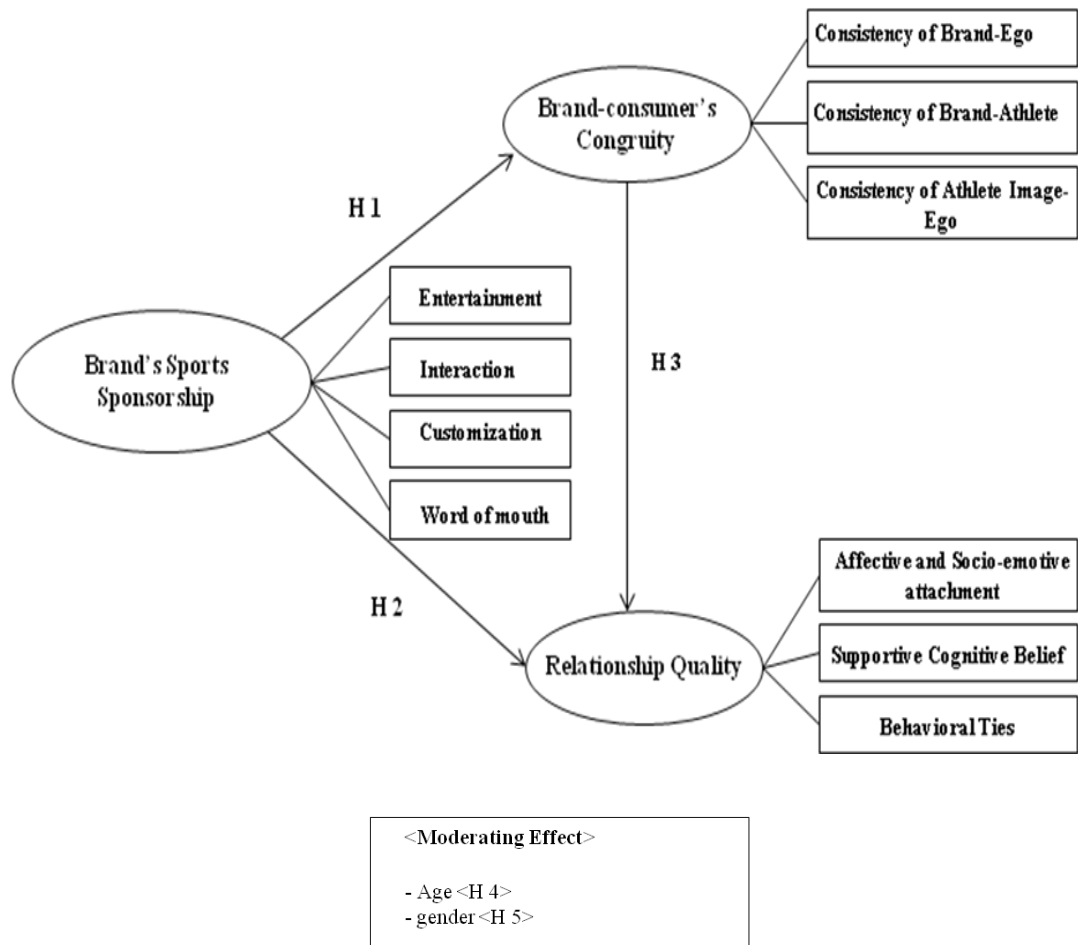 Consistency of Brand-Ego
Brand-consumer's
Congruity
Consistency of Brand-Athlete
Consistency of Athlete Image-
Ego
H 1
Entertainment
Brand's Sports
Sponsorship
Interaction
H 3
Customization
Word of mouth
H 2
Affective and Socio-emotive
attachment
Relationship Quality
Supportive Cognitive Belief
Behavioral Ties
<Moderating Effect>
- Age <H 4>
- gender <H 5>